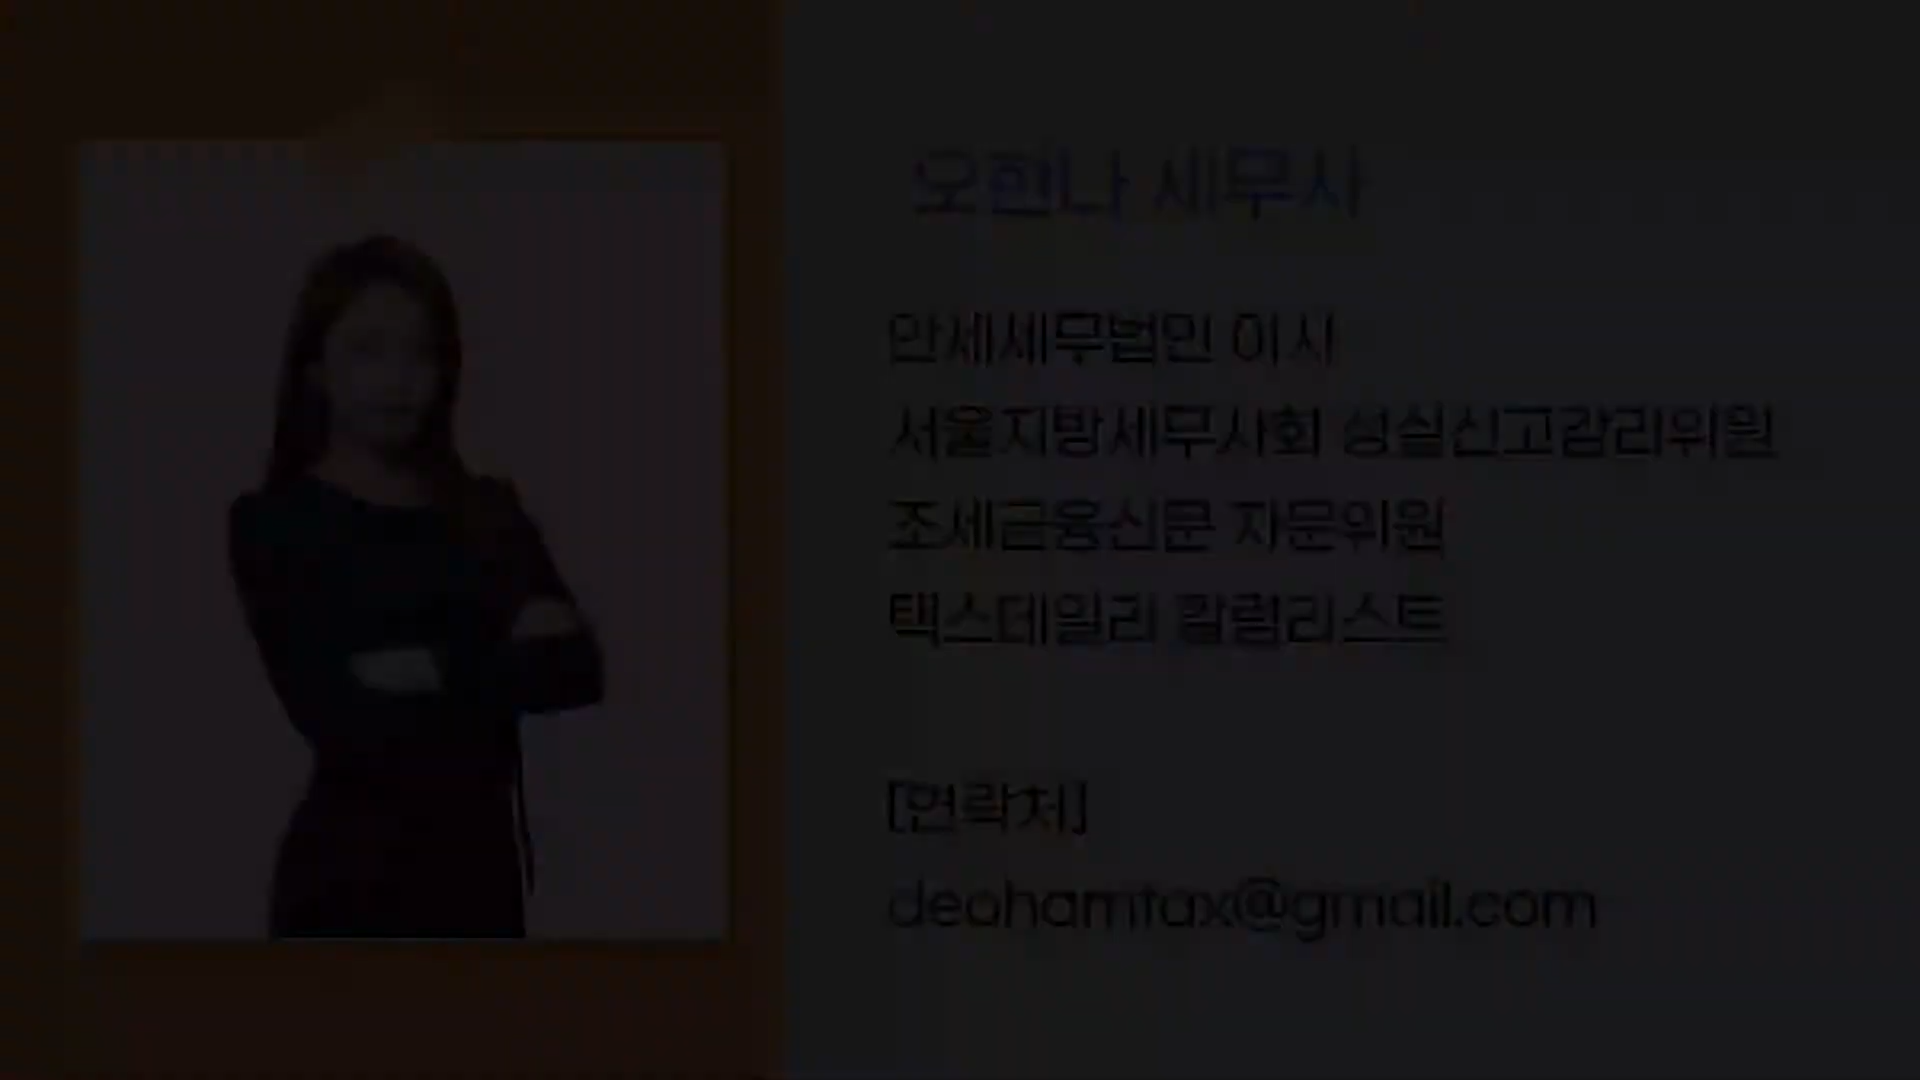 오한나 세무사
안세세무법인 이사
서울지방세무사회 성실신고감리위원
조세금융신문 자문위원
택스데일리 칼럼리스트
[연락처]
deohamtax@gmail.com